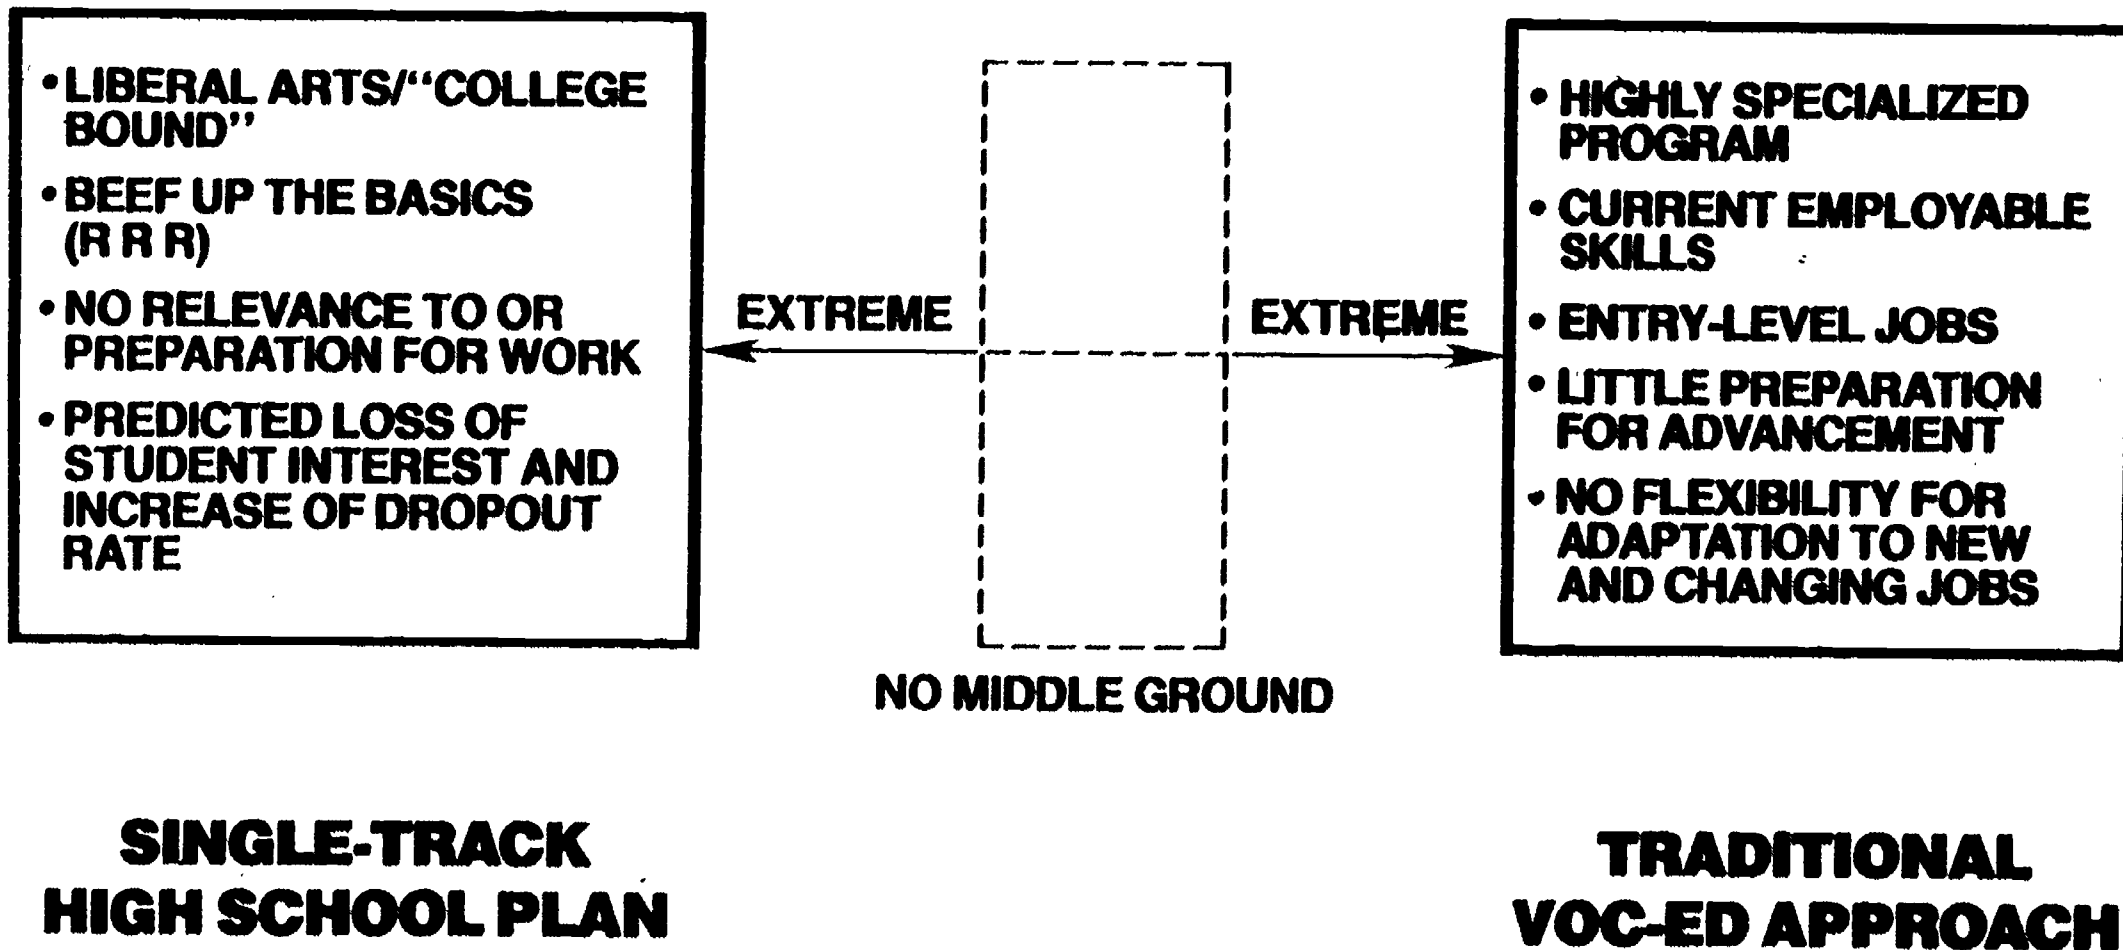 • LIBERAL ARTS/“COLLEGE
BOUND”
• BEEF UP THE BASICS
(R R R)
• NO RELEVANCE TO OR
PREPARATION FOR WORK
• PREDICTED LOSS OF
STUDENT INTEREST AND
INCREASE OF DROPOUT
RATE
EXTREME
EXTREME
NO MIDDLE GROUND
• HIGHLY SPECIALIZED
PROGRAM
• CURRENT EMPLOYABLE
SKILLS
• ENTRY-LEVEL JOBS
• LITTLE PREPARATION
FOR ADVANCEMENT
• NO FLEXIBILITY FOR
ADAPTATION TO NEW
AND CHANGING JOBS
SINGLE-TRACK
HIGH SCHOOL PLAN
TRADITIONAL
VOC-ED APPROACH